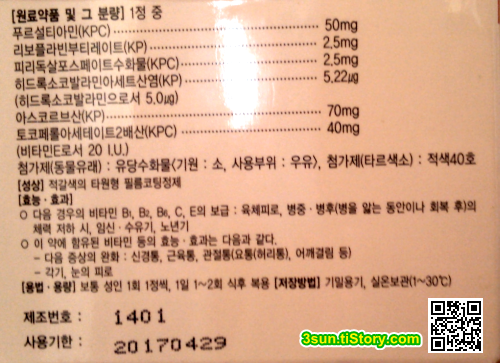 [원료약품 및 그 분량] 1정 중
푸르설티아민(KPC) 50mg
리보플라빈부티레이트(KP) 2.5mg
피리독살포스페이트수화물(KPC) 2.5mg
히드록소코발라민아세트산염(KP) 5.22㎍
(히드록소코발라민으로서 5.0㎍)
아스코르브산(KP) 70mg
토코페롤아세테이트2배산(KPC) 40mg
(비타민E로서 20 I.U.)
첨가제(동물유래) : 유당수화물(기원 : 소, 사용부위 : 우유), 첨가제(타르색소) : 적색40호
[성상] 적갈색의 타원형 필름코팅정제
[효능·효과]
○ 다음 경우의 비타민 B₁, B₂, B₆, C, E의 보급 : 육체피로, 병중·병후(병을 앓는 동안이나 회복 후)의
체력 저하 시, 임신·수유기, 노년기
○ 이 약에 함유된 비타민 등의 효능·효과는 다음과 같다.
- 다음 증상의 완화 : 신경통, 근육통, 관절통(요통(허리통), 어깨결림 등)
- 각기, 눈의 피로
[용법·용량] 보통 성인 1회 1정씩, 1일 1~2회 식후 복용 [저장방법] 기밀용기, 실온보관(1~30℃)
제조번호 : 1401
사용기한 : 20170429
3sun.tiStory.com